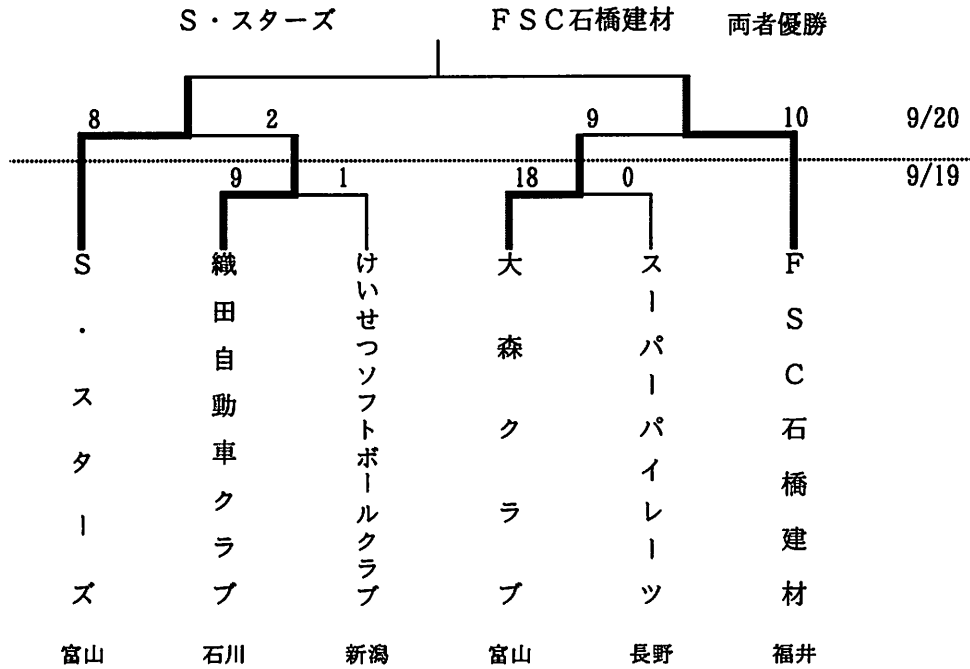 S・スターズ FSC石橋建材 両者優勝
8 2 9 10 9/20
9 1 18 0 9/19
S・スターズ
織田自動車クラブ
けいせつソフトボールクラブ
大森クラブ
スーパーパイレーツ
FSC石橋建材
富山 石川 新潟 富山 長野 福井